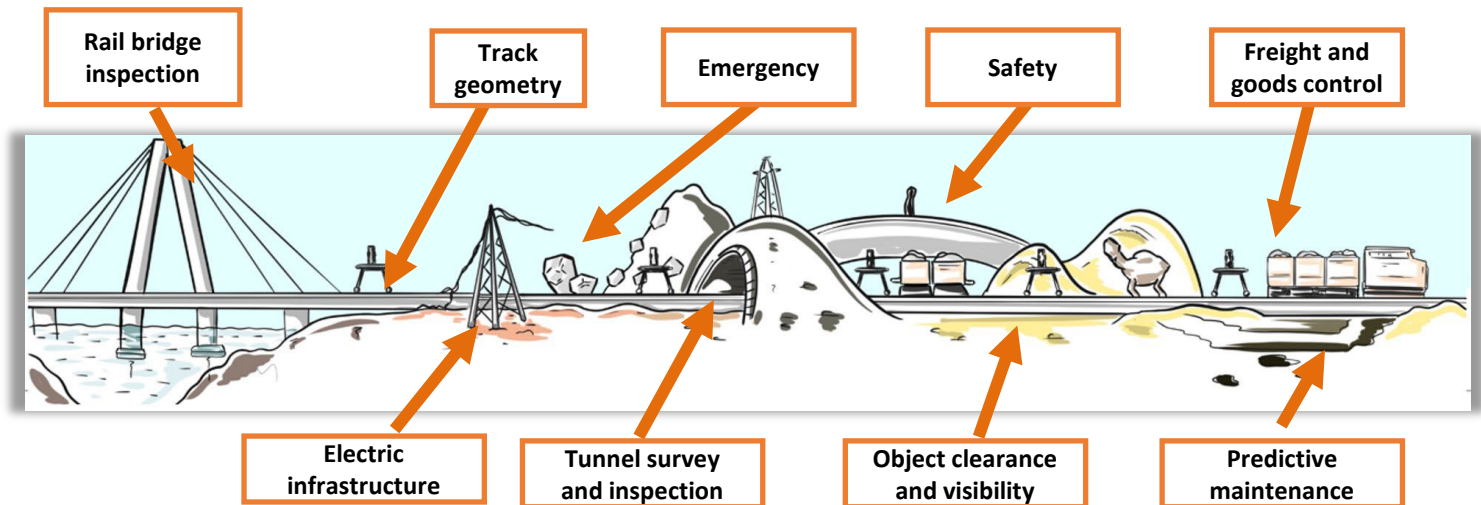 Rail bridge
inspection
Track
geometry
Emergency
Safety
Freight and
goods control
Electric
infrastructure
Tunnel survey
and inspection
Object clearance
and visibility
Predictive
maintenance